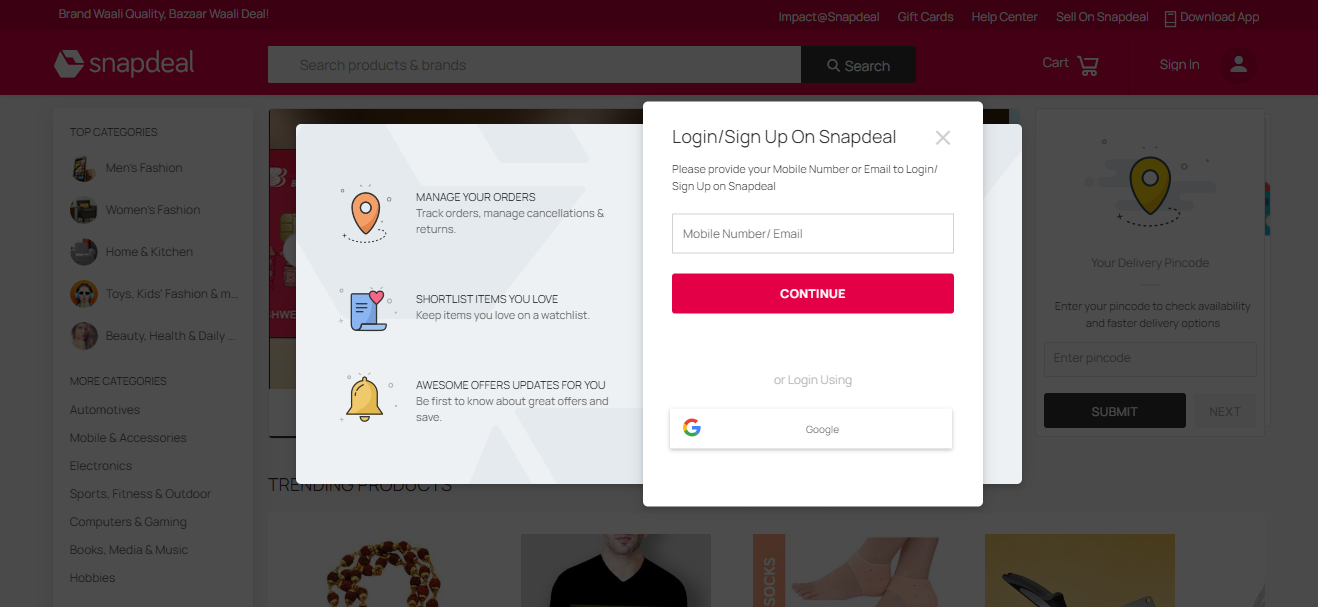 Brand Waali Quality, Bazaar Waali Deal!
Impact@Snapdeal
Gift Cards
Help Center
Sell On Snapdeal
Download App
snapdeal
Search products & brands
Search
Cart
Sign In
TOP CATEGORIES
Men's Fashion
Women's Fashion
Home & Kitchen
Toys, Kids' Fashion & m...
Beauty, Health & Daily ...
MORE CATEGORIES
Automotives
Mobile & Accessories
Electronics
Sports, Fitness & Outdoor
Computers & Gaming
Books, Media & Music
Hobbies
MANAGE YOUR ORDERS
Track orders, manage cancellations &
returns.
SHORTLIST ITEMS YOU LOVE
Keep items you love on a watchlist.
AWESOME OFFERS UPDATES FOR YOU
Be first to know about great offers and
save.
Login/Sign Up On Snapdeal
Please provide your Mobile Number or Email to Login/
Sign Up on Snapdeal
Mobile Number/ Email
CONTINUE
or Login Using
Google
Your Delivery Pincode
Enter your pincode to check availability
and faster delivery options
Enter pincode
SUBMIT
NEXT
TRENDING PRODUCTS
SOCKS